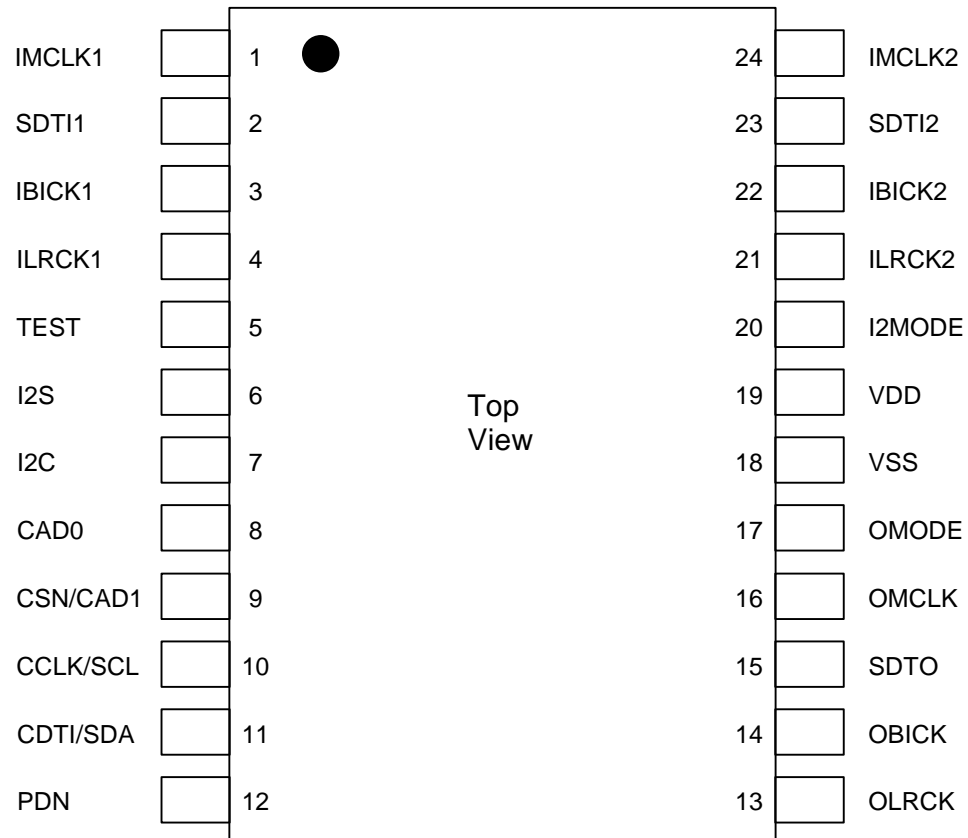 IMCLK1 1 24 IMCLK2
SDTI1 2 23 SDTI2
IBICK1 3 22 IBICK2
ILRCK1 4 21 ILRCK2
TEST 5 20 I2MODE
I2S 6 19 VDD
Top
View
I2C 7 18 VSS
CAD0 8 17 OMODE
CSN/CAD1 9 16 OMCLK
CCLK/SCL 10 15 SDTO
CDTI/SDA 11 14 OBICK
PDN 12 13 OLRCK